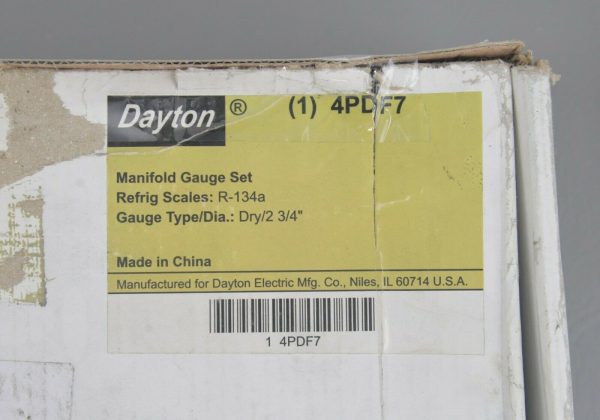 Dayton ® (1) 4PDF7
Manifold Gauge Set
Refrig Scales: R-134a
Gauge Type/Dia.: Dry/2 3/4"
Made in China
Manufactured for Dayton Electric Mfg. Co., Niles, IL 60714 U.S.A.
1 4PDF7